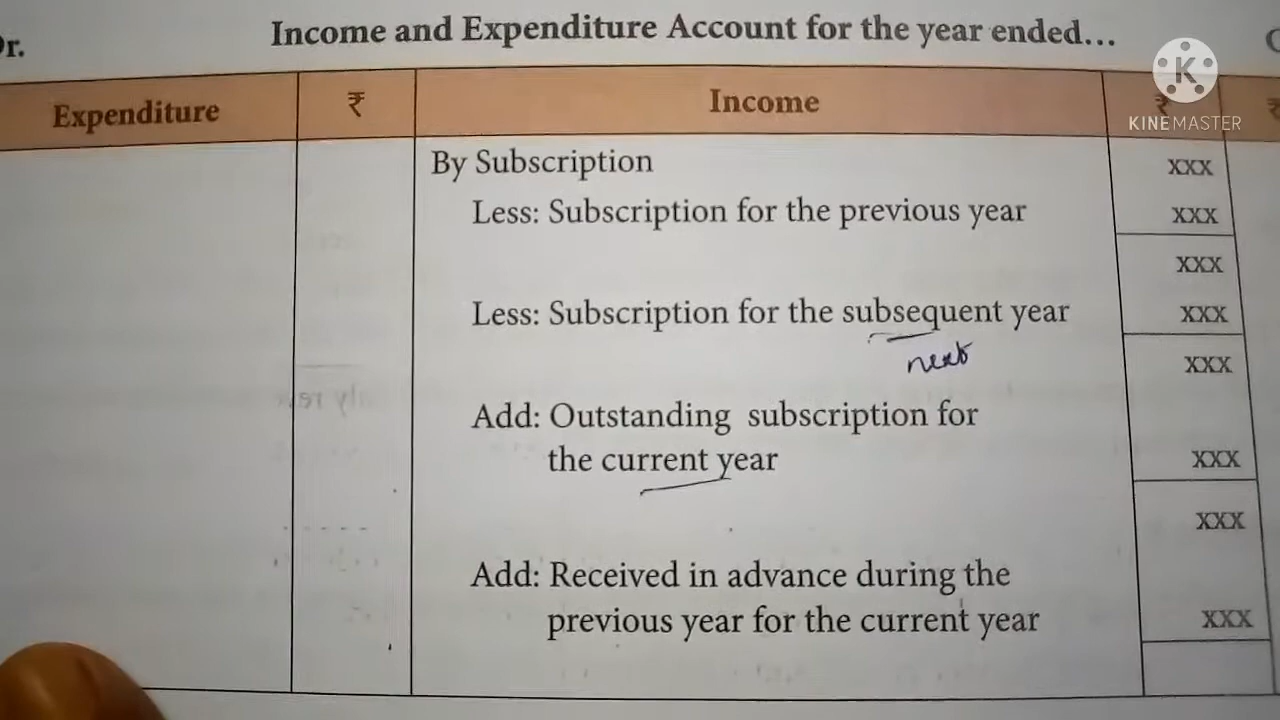 Income and Expenditure Account for the year ended...
Expenditure ₹ Income ₹
KINEMASTER
By Subscription xxx
Less: Subscription for the previous year xxx
xxx
Less: Subscription for the subsequent year xxx
next
xxx
Add: Outstanding subscription for
the current year xxx
xxx
Add: Received in advance during the
previous year for the current year xxx